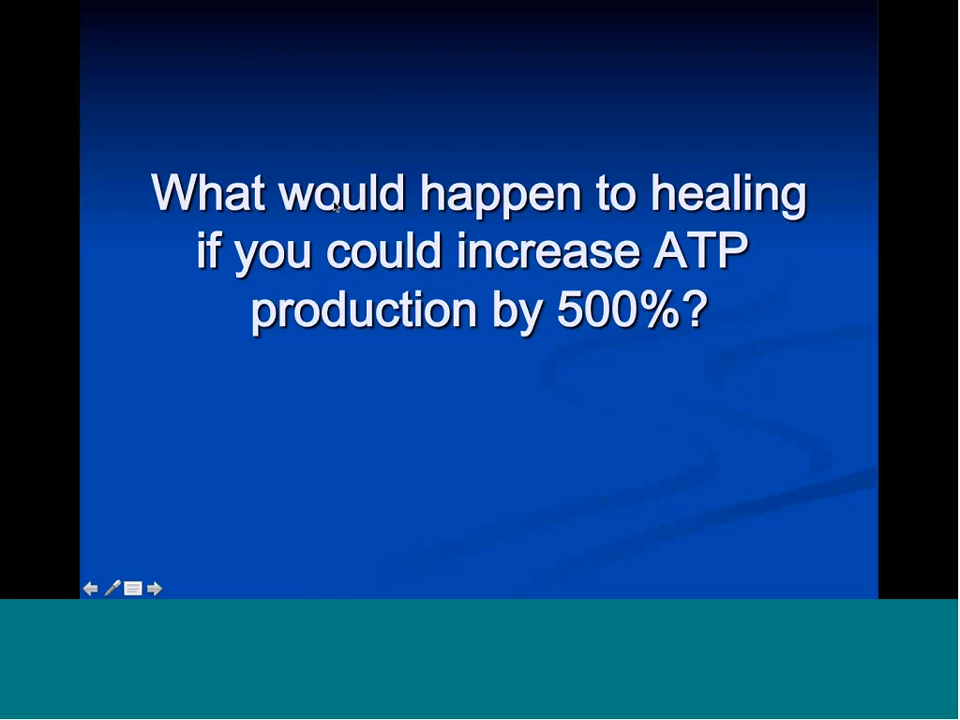 What would happen to healing
if you could increase ATP
production by 500%?